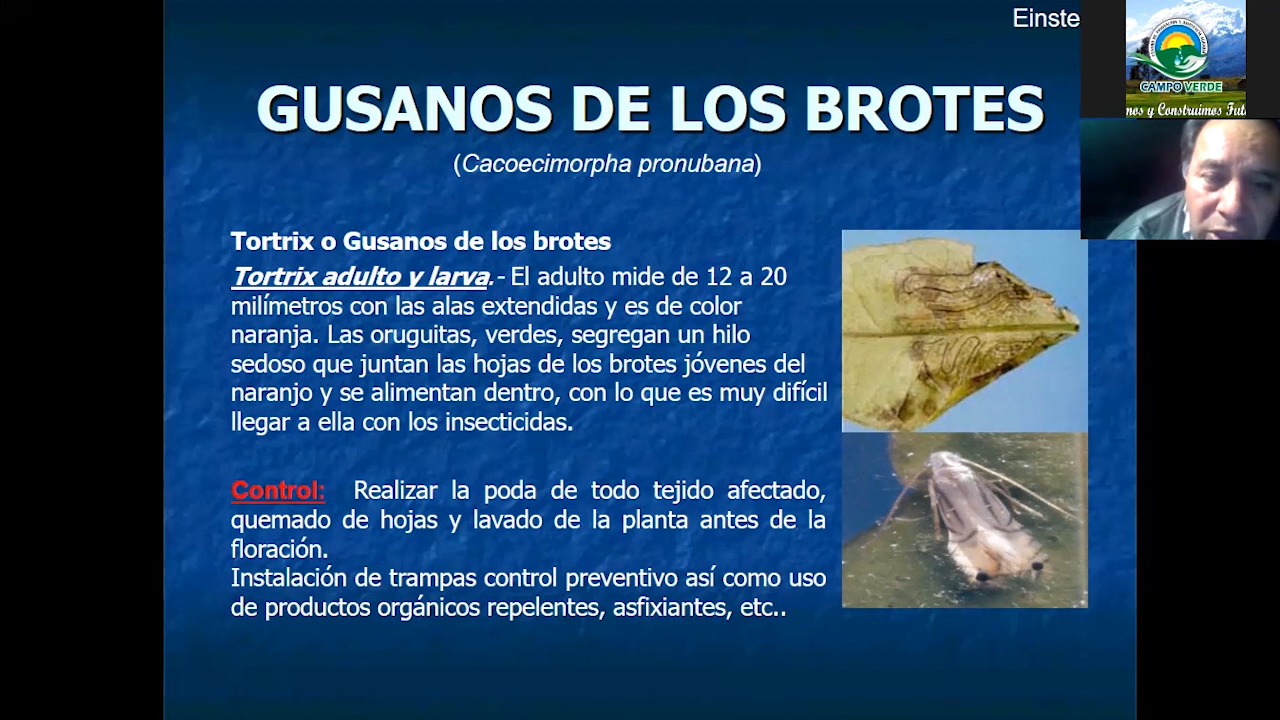 Einste
GUSANOS DE LOS BROTES
(Cacoecimorpha pronubana)
Tortrix o Gusanos de los brotes
Tortrix adulto y larva.- El adulto mide de 12 a 20
milímetros con las alas extendidas y es de color
naranja. Las oruguitas, verdes, segregan un hilo
sedoso que juntan las hojas de los brotes jóvenes del
naranjo y se alimentan dentro, con lo que es muy difícil
llegar a ella con los insecticidas.
Control: Realizar la poda de todo tejido afectado,
quemado de hojas y lavado de la planta antes de la
floración.
Instalación de trampas control preventivo así como uso
de productos orgánicos repelentes, asfixiantes, etc..
CAMPO VERDE
nos y Construimos Fut